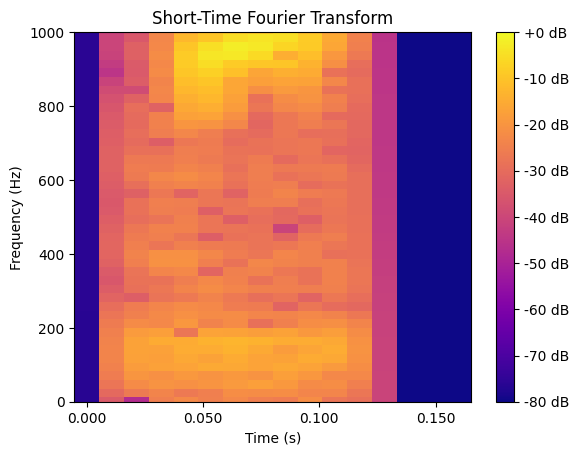 Short-Time Fourier Transform
Frequency (Hz)
1000
800
600
400
200
0
0.000
0.050
0.100
0.150
Time (s)
+0 dB
-10 dB
-20 dB
-30 dB
-40 dB
-50 dB
-60 dB
-70 dB
-80 dB